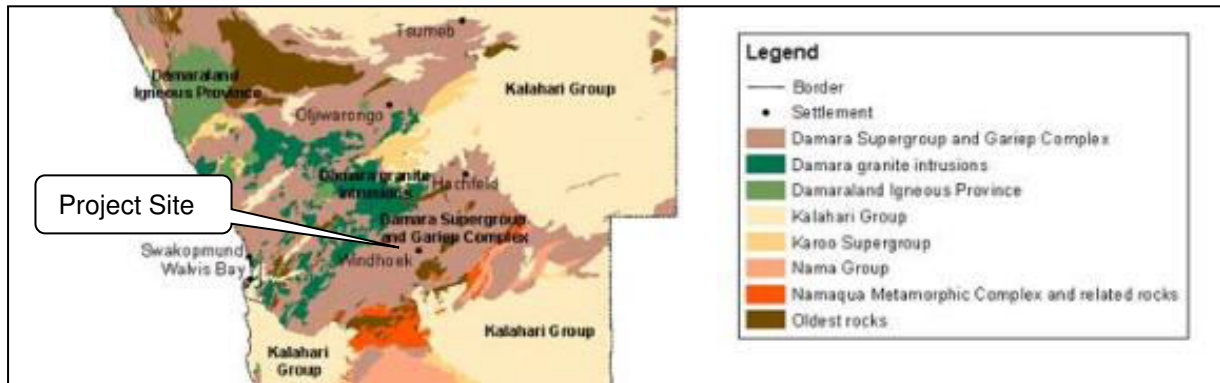 Tsumeb
Damaraland
Igneous Province
Kalahari Group
Otjiwarongo
Damara granite
intrusions
Hochfeld
Project Site
Damara Supergroup
and Gariep Complex
Swakopmund
Windhoek
Walvis Bay
Kalahari Group
Kalahari
Group
Legend
Border
Settlement
Damara Supergroup and Gariep Complex
Damara granite intrusions
Damaraland Igneous Province
Kalahari Group
Karoo Supergroup
Nama Group
Namaqua Metamorphic Complex and related rocks
Oldest rocks